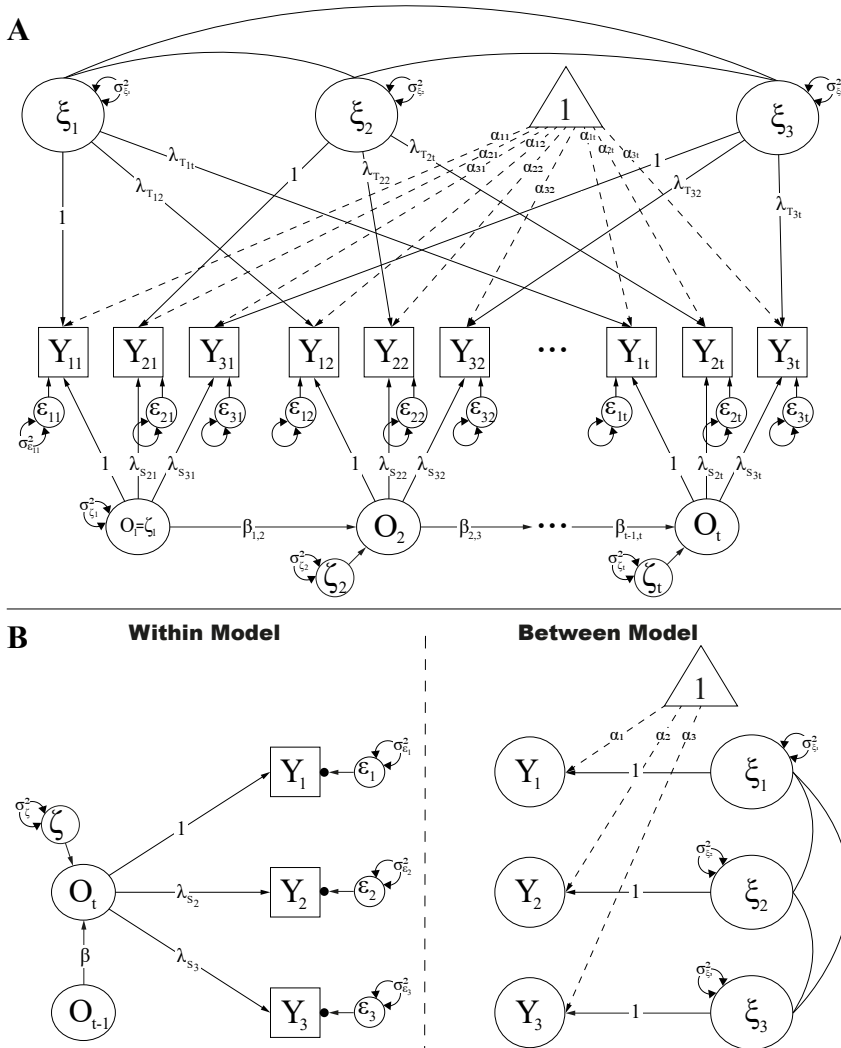 A
ξ₁ σ²ξ₁ ξ₂ σ²ξ 1 ξ₃ σ²ξ
1 λT₁₂ λT₁t 1 λT₂₂ λT₂t 1 λT₃₂ λT₃t
α₁₁ α₂₁ α₃₁ α₁₂ α₂₂ α₃₂ α₁t α₂t α₃t
Y₁₁ Y₂₁ Y₃₁ Y₁₂ Y₂₂ Y₃₂ ••• Y₁t Y₂t Y₃t
ε₁₁ ε₂₁ ε₃₁ ε₁₂ ε₂₂ ε₃₂ ε₁t ε₂t ε₃t
σ²ε₁₁
1 λS₂₁ λS₃₁ 1 λS₂₂ λS₃₂ 1 λS₂t λS₃t
σ²ζ₁ O₁=ζ₁ β₁,₂ O₂ β₂,₃ ••• βt-1,t Ot
σ²ζ₂ ζ₂ σ²ζt ζt
B
Within Model
σ²ζ ζ
Ot
β
Ot-1
1 λS₂ λS₃
Y₁ ε₁ σ²ε₁
Y₂ ε₂ σ²ε₂
Y₃ ε₃ σ²ε₃
Between Model
1
α₁ α₂ α₃
Y₁ 1 ξ₁ σ²ξ₁
Y₂ 1 ξ₂ σ²ξ₂
Y₃ 1 ξ₃ σ²ξ₃